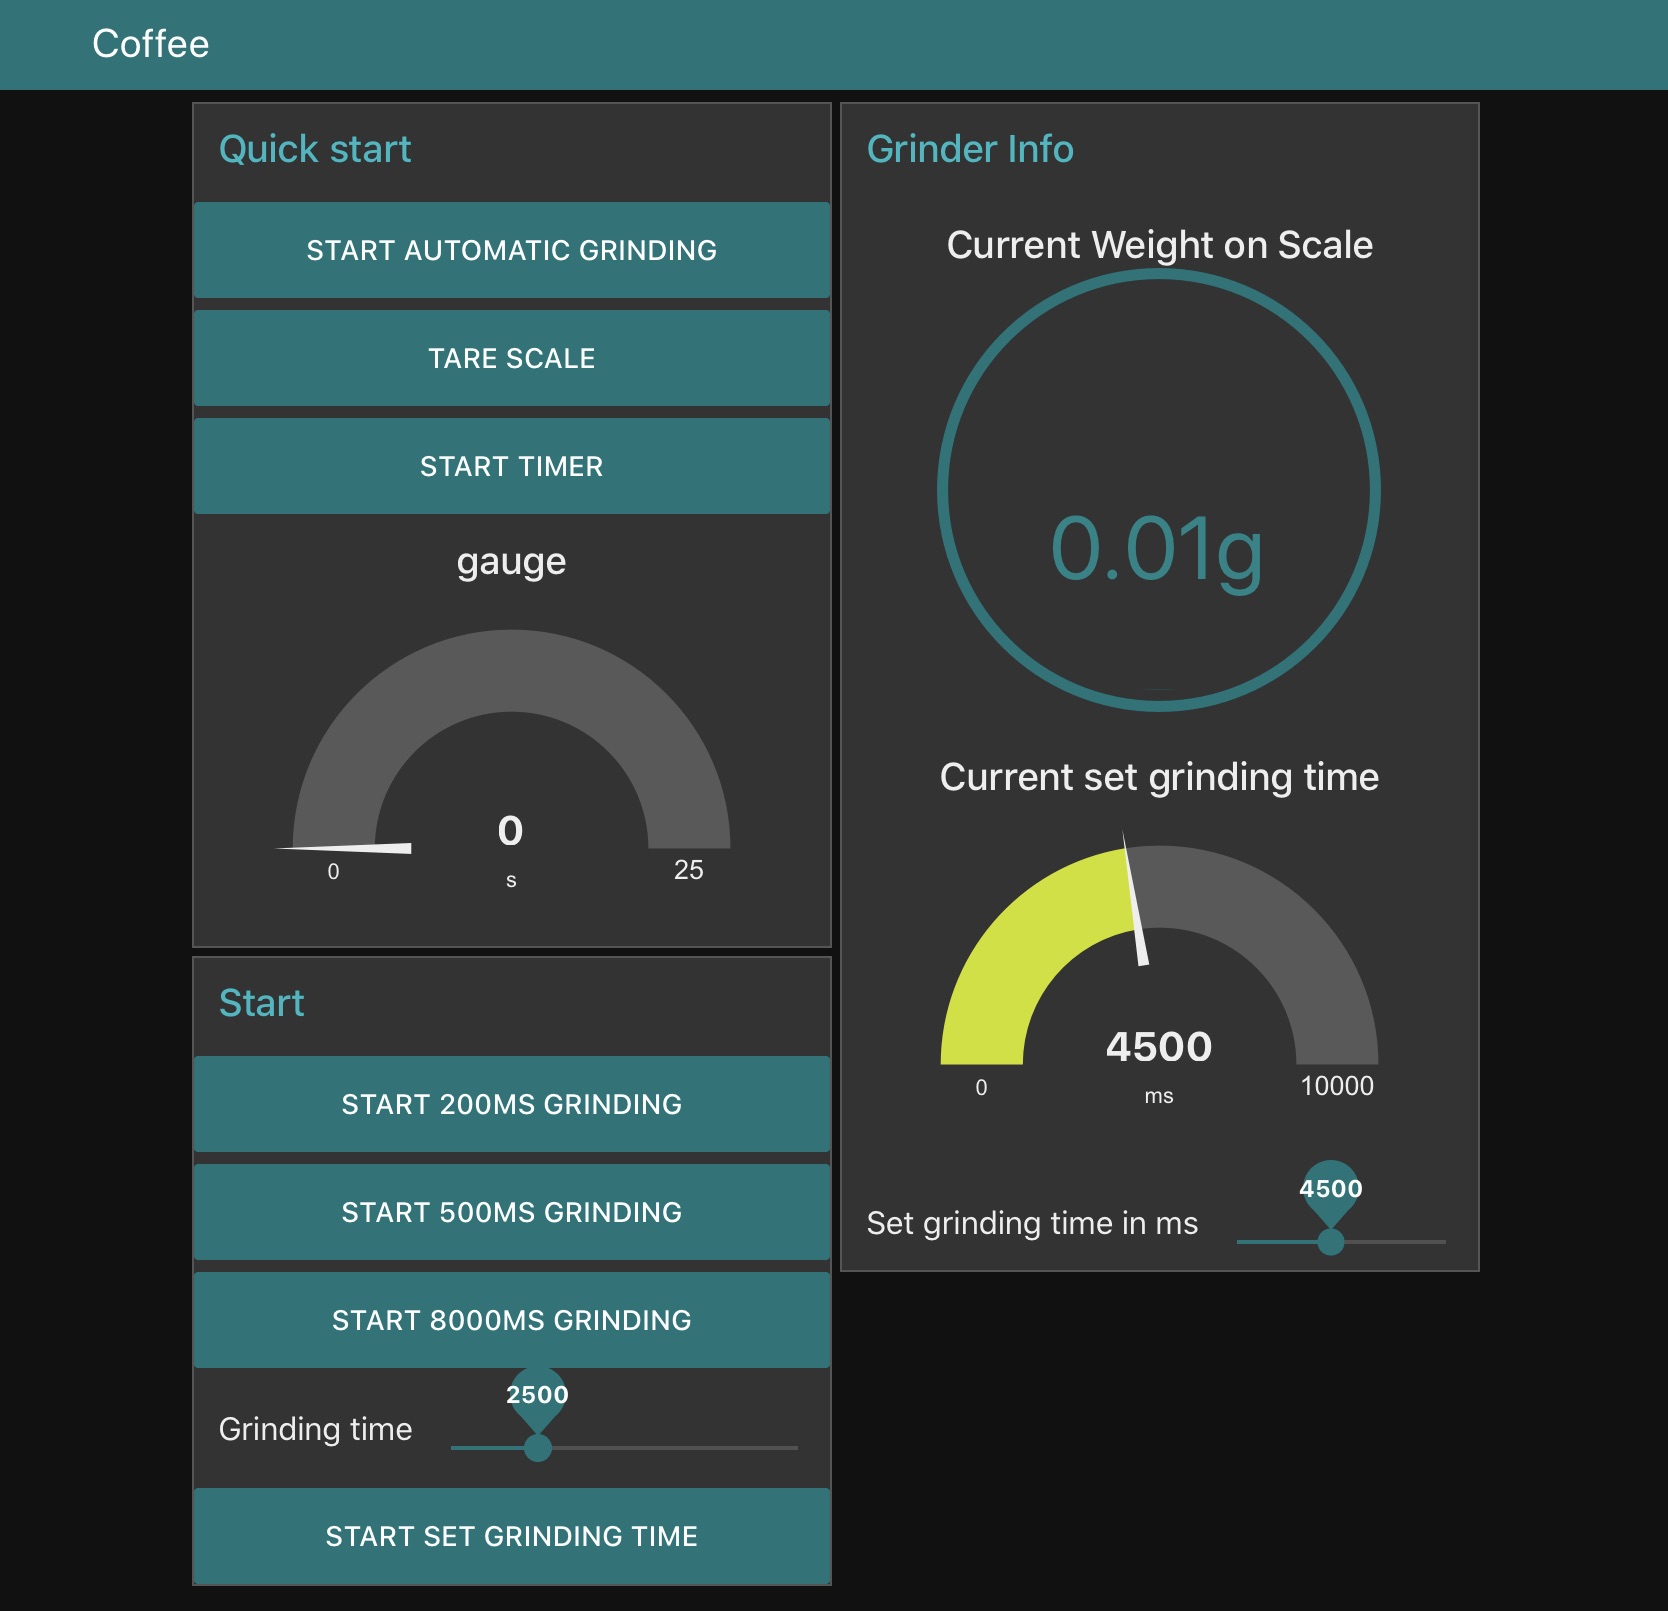 Coffee
Quick start
START AUTOMATIC GRINDING
TARE SCALE
START TIMER
gauge
0
0
s
25
Start
START 200MS GRINDING
START 500MS GRINDING
START 8000MS GRINDING
2500
Grinding time
START SET GRINDING TIME
Grinder Info
Current Weight on Scale
0.01g
Current set grinding time
4500
0
ms
10000
4500
Set grinding time in ms